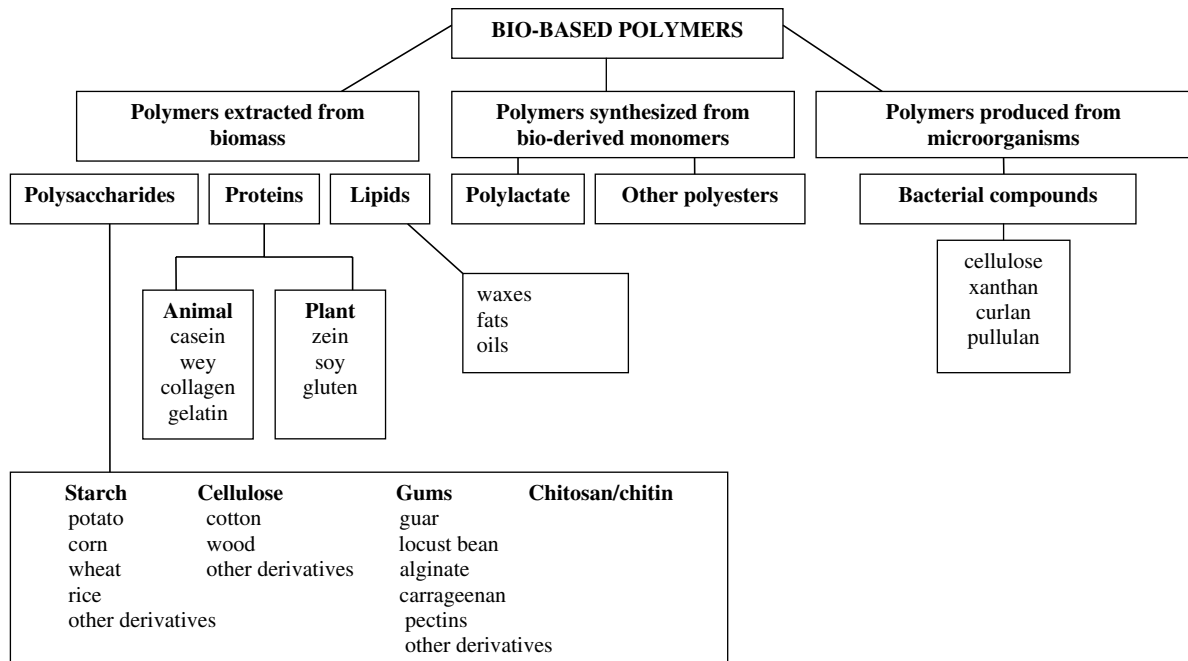 BIO-BASED POLYMERS
Polymers extracted from
biomass
Polymers synthesized from
bio-derived monomers
Polymers produced from
microorganisms
Polysaccharides
Proteins
Lipids
Polylactate
Other polyesters
Bacterial compounds
Animal
casein
wey
collagen
gelatin
Plant
zein
soy
gluten
waxes
fats
oils
cellulose
xanthan
curlan
pullulan
Starch
potato
corn
wheat
rice
other derivatives
Cellulose
cotton
wood
other derivatives
Gums
guar
locust bean
alginate
carrageenan
pectins
other derivatives
Chitosan/chitin